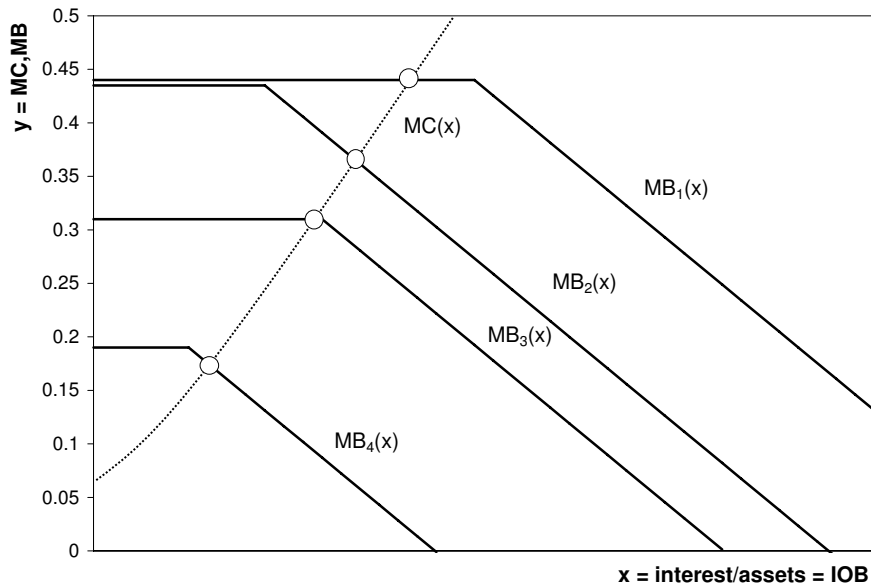 y = MC,MB
0.5
0.45
0.4
0.35
0.3
0.25
0.2
0.15
0.1
0.05
0
MC(x)
MB₁(x)
MB₂(x)
MB₃(x)
MB₄(x)
x = interest/assets = IOB